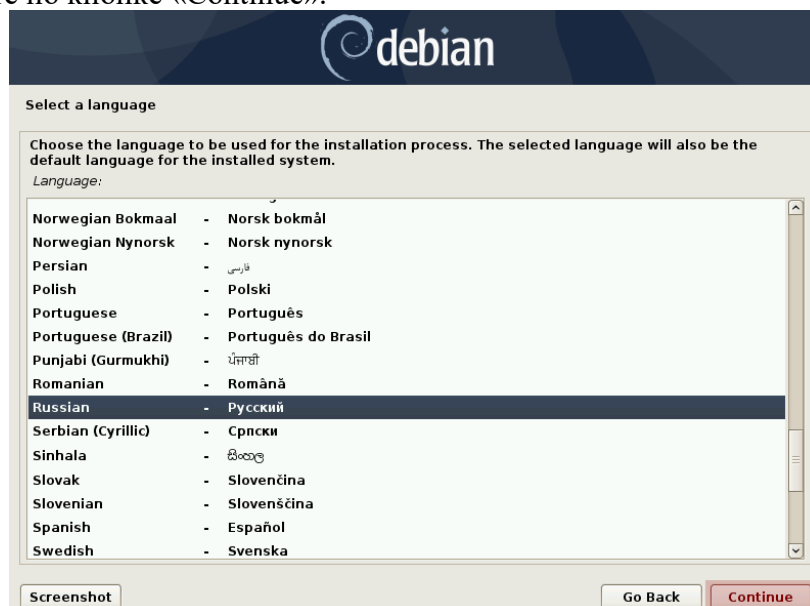 по кнопке «Continue».
debian
Select a language
Choose the language to be used for the installation process. The selected language will also be the
default language for the installed system.
Language:
Norwegian Bokmaal - Norsk bokmål
Norwegian Nynorsk - Norsk nynorsk
Persian - فارسی
Polish - Polski
Portuguese - Português
Portuguese (Brazil) - Português do Brasil
Punjabi (Gurmukhi) - ਪੰਜਾਬੀ
Romanian - Română
Russian - Русский
Serbian (Cyrillic) - Српски
Sinhala - සිංහල
Slovak - Slovenčina
Slovenian - Slovenščina
Spanish - Español
Swedish - Svenska
Screenshot Go Back Continue